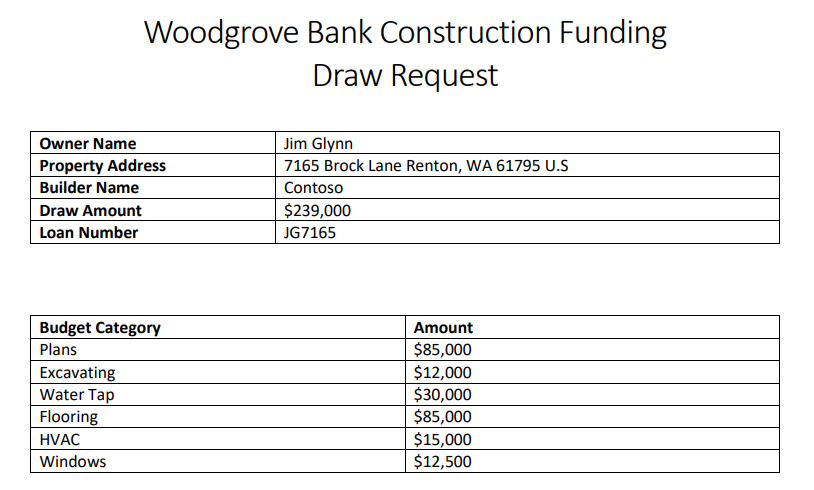 Woodgrove Bank Construction Funding
Draw Request
Owner Name Jim Glynn
Property Address 7165 Brock Lane Renton, WA 61795 U.S
Builder Name Contoso
Draw Amount $239,000
Loan Number JG7165
Budget Category Amount
Plans $85,000
Excavating $12,000
Water Tap $30,000
Flooring $85,000
HVAC $15,000
Windows $12,500